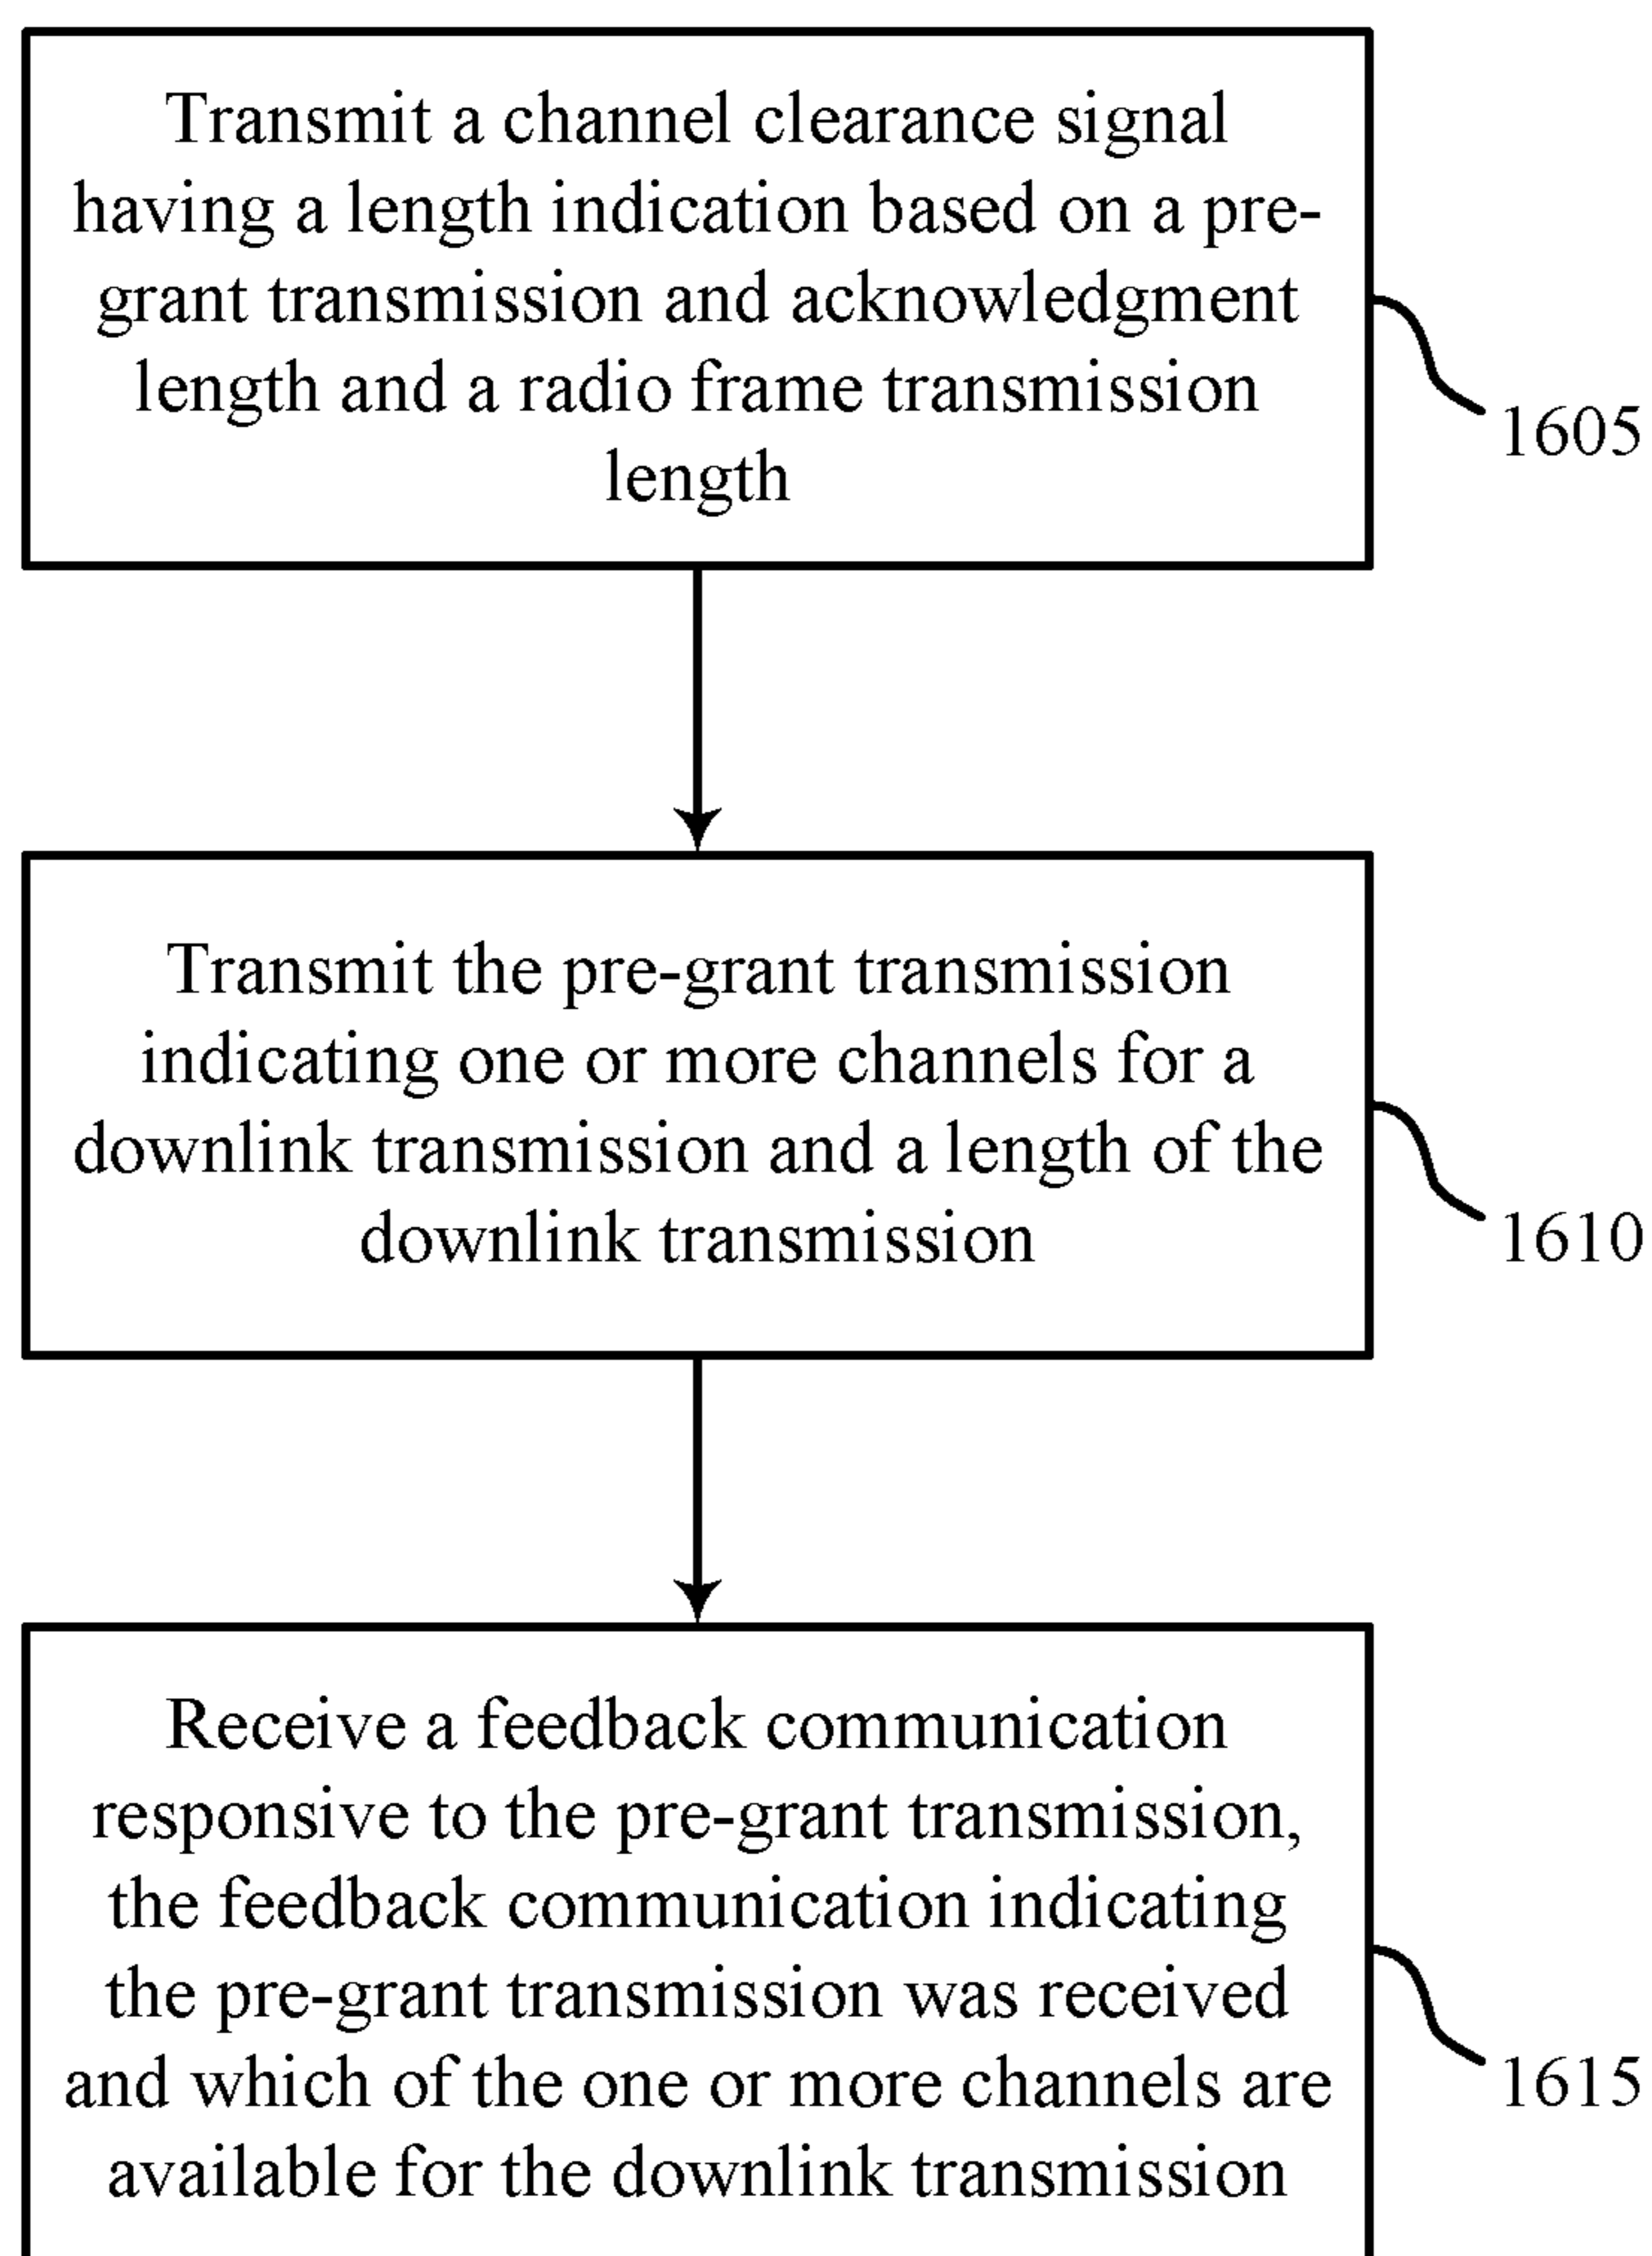 Transmit a channel clearance signal
having a length indication based on a pre-
grant transmission and acknowledgment
length and a radio frame transmission
length
1605
Transmit the pre-grant transmission
indicating one or more channels for a
downlink transmission and a length of the
downlink transmission
1610
Receive a feedback communication
responsive to the pre-grant transmission,
the feedback communication indicating
the pre-grant transmission was received
and which of the one or more channels are
available for the downlink transmission
1615